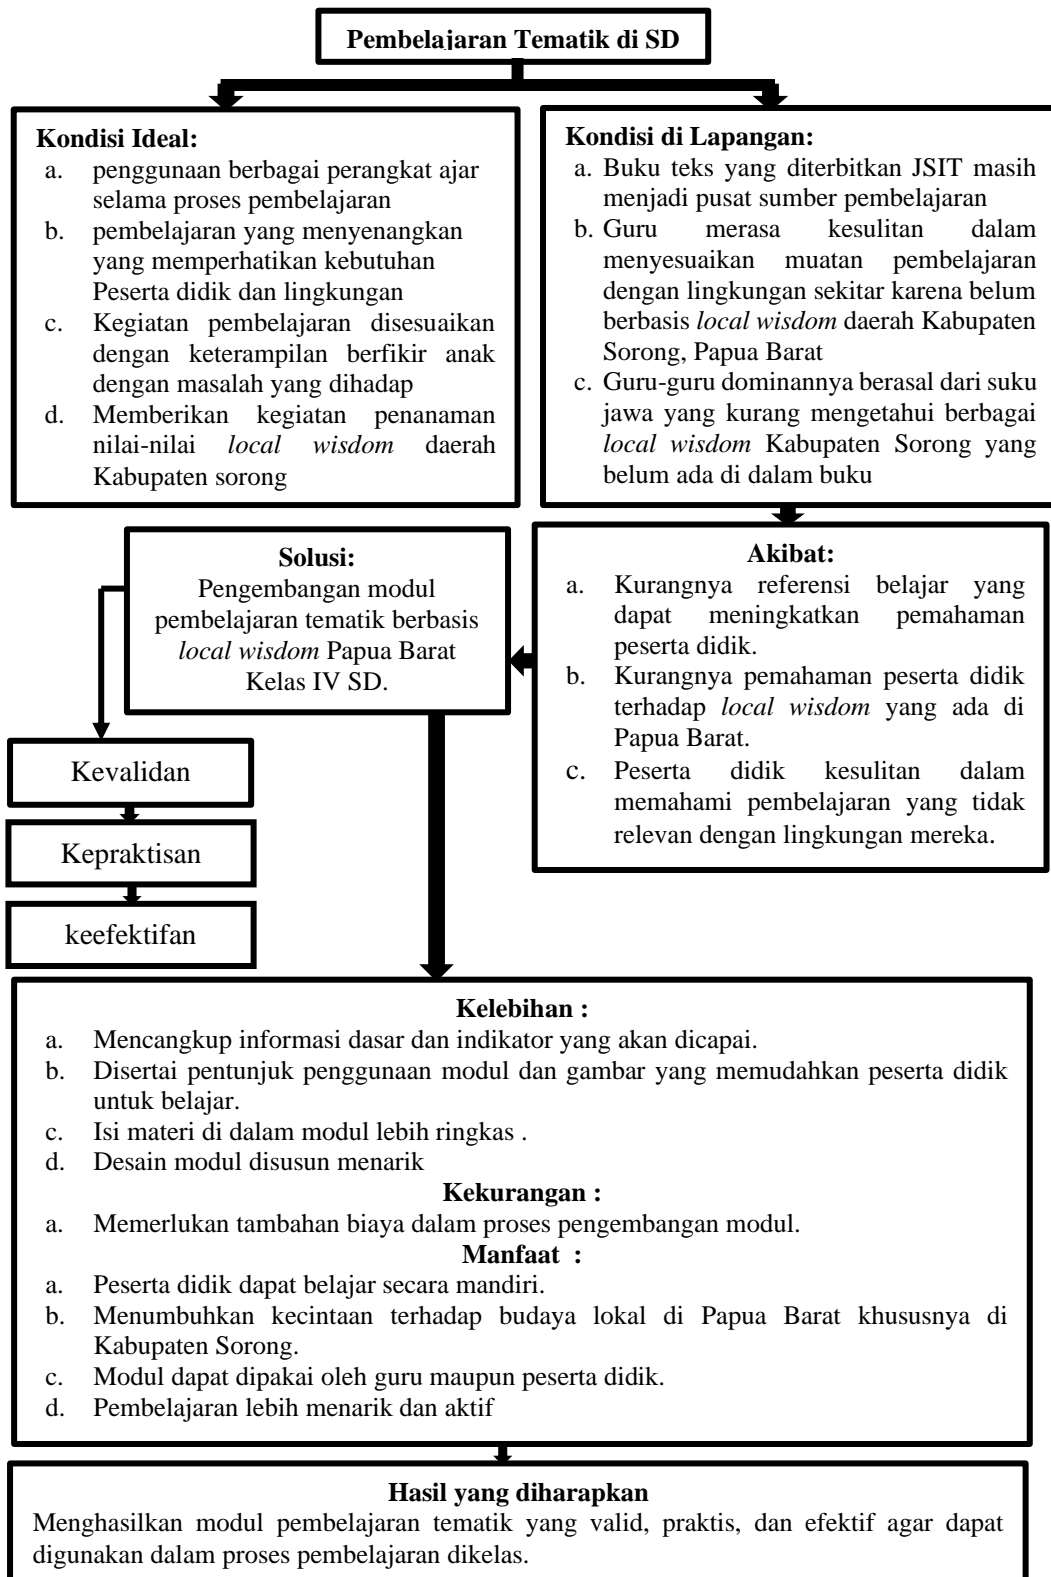 Pembelajaran Tematik di SD
Kondisi Ideal:
a. penggunaan berbagai perangkat ajar
selama proses pembelajaran
b. pembelajaran yang menyenangkan
yang memperhatikan kebutuhan
Peserta didik dan lingkungan
c. Kegiatan pembelajaran disesuaikan
dengan keterampilan berfikir anak
dengan masalah yang dihadap
d. Memberikan kegiatan penanaman
nilai-nilai local wisdom daerah
Kabupaten sorong
Kondisi di Lapangan:
a. Buku teks yang diterbitkan JSIT masih
menjadi pusat sumber pembelajaran
b. Guru merasa kesulitan dalam
menyesuaikan muatan pembelajaran
dengan lingkungan sekitar karena belum
berbasis local wisdom daerah Kabupaten
Sorong, Papua Barat
c. Guru-guru dominannya berasal dari suku
jawa yang kurang mengetahui berbagai
local wisdom Kabupaten Sorong yang
belum ada di dalam buku
Akibat:
a. Kurangnya referensi belajar yang
dapat meningkatkan pemahaman
peserta didik.
b. Kurangnya pemahaman peserta didik
terhadap local wisdom yang ada di
Papua Barat.
c. Peserta didik kesulitan dalam
memahami pembelajaran yang tidak
relevan dengan lingkungan mereka.
Solusi:
Pengembangan modul
pembelajaran tematik berbasis
local wisdom Papua Barat
Kelas IV SD.
Kevalidan
Kepraktisan
keefektifan
Kelebihan :
a. Mencangkup informasi dasar dan indikator yang akan dicapai.
b. Disertai pentunjuk penggunaan modul dan gambar yang memudahkan peserta didik
untuk belajar.
c. Isi materi di dalam modul lebih ringkas .
d. Desain modul disusun menarik
Kekurangan :
a. Memerlukan tambahan biaya dalam proses pengembangan modul.
Manfaat :
a. Peserta didik dapat belajar secara mandiri.
b. Menumbuhkan kecintaan terhadap budaya lokal di Papua Barat khususnya di
Kabupaten Sorong.
c. Modul dapat dipakai oleh guru maupun peserta didik.
d. Pembelajaran lebih menarik dan aktif
Hasil yang diharapkan
Menghasilkan modul pembelajaran tematik yang valid, praktis, dan efektif agar dapat
digunakan dalam proses pembelajaran dikelas.